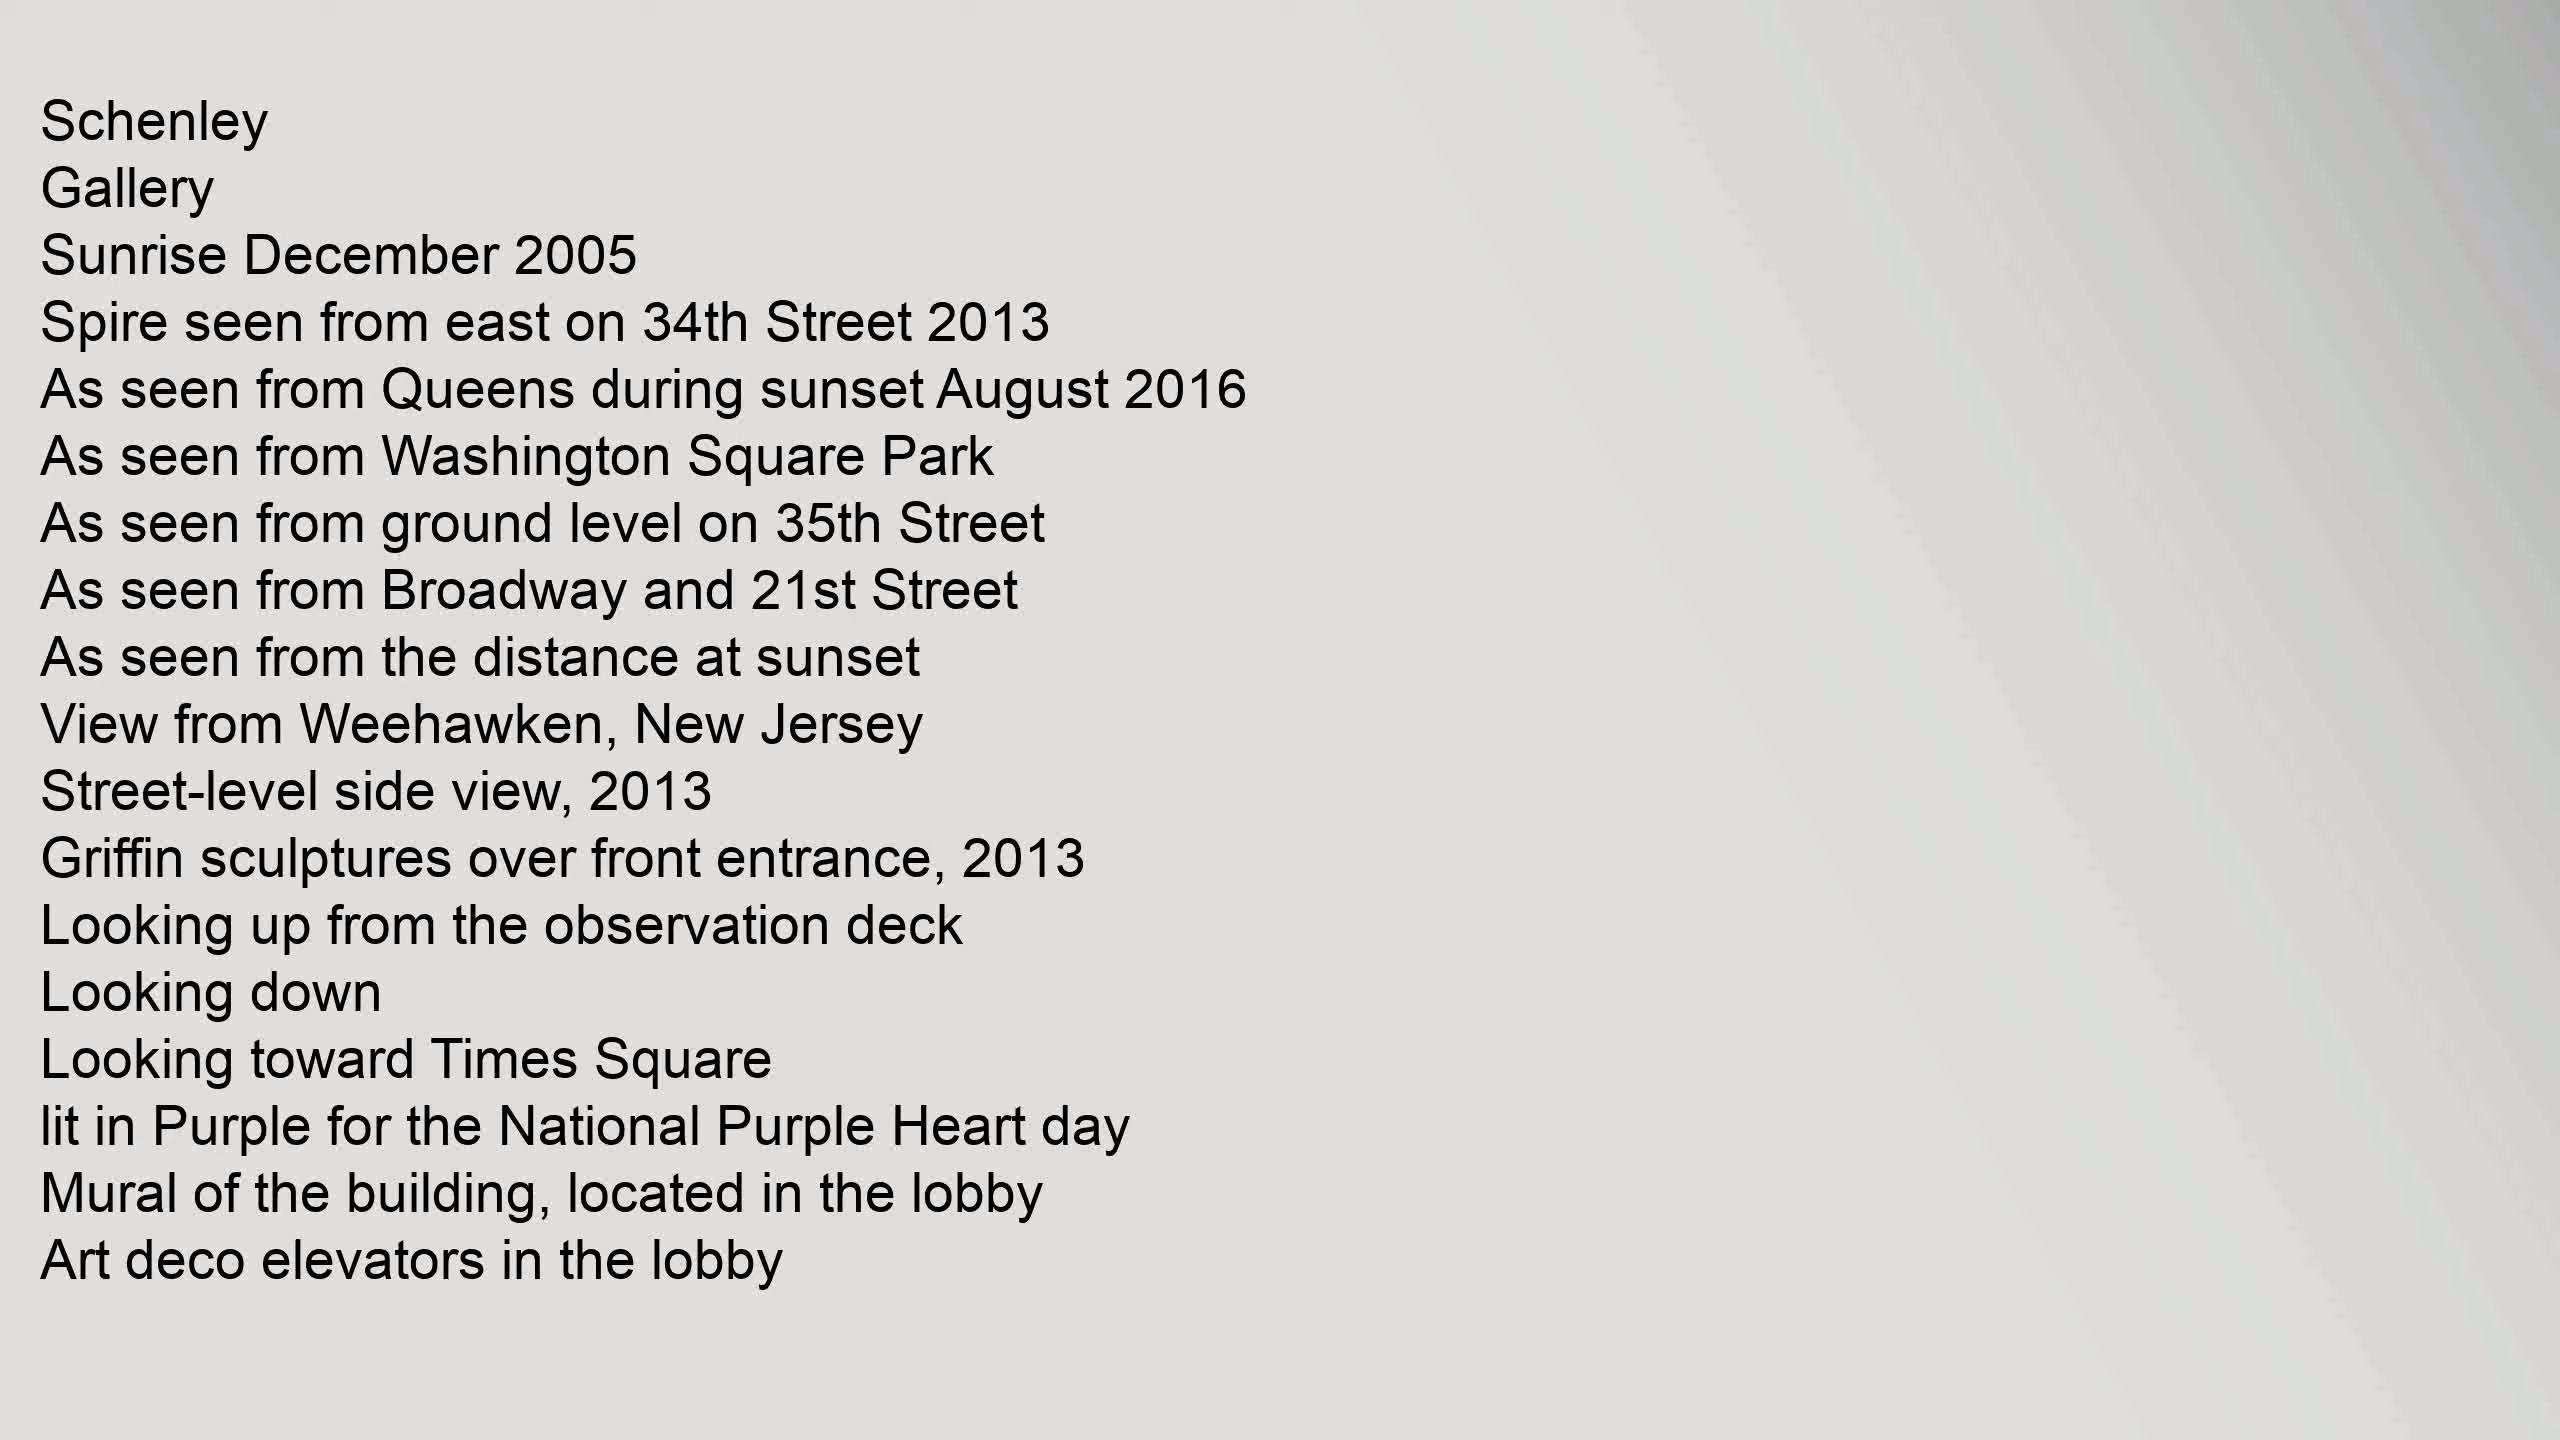 Schenley
Gallery
Sunrise December 2005
Spire seen from east on 34th Street 2013
As seen from Queens during sunset August 2016
As seen from Washington Square Park
As seen from ground level on 35th Street
As seen from Broadway and 21st Street
As seen from the distance at sunset
View from Weehawken, New Jersey
Street-level side view, 2013
Griffin sculptures over front entrance, 2013
Looking up from the observation deck
Looking down
Looking toward Times Square
lit in Purple for the National Purple Heart day
Mural of the building, located in the lobby
Art deco elevators in the lobby